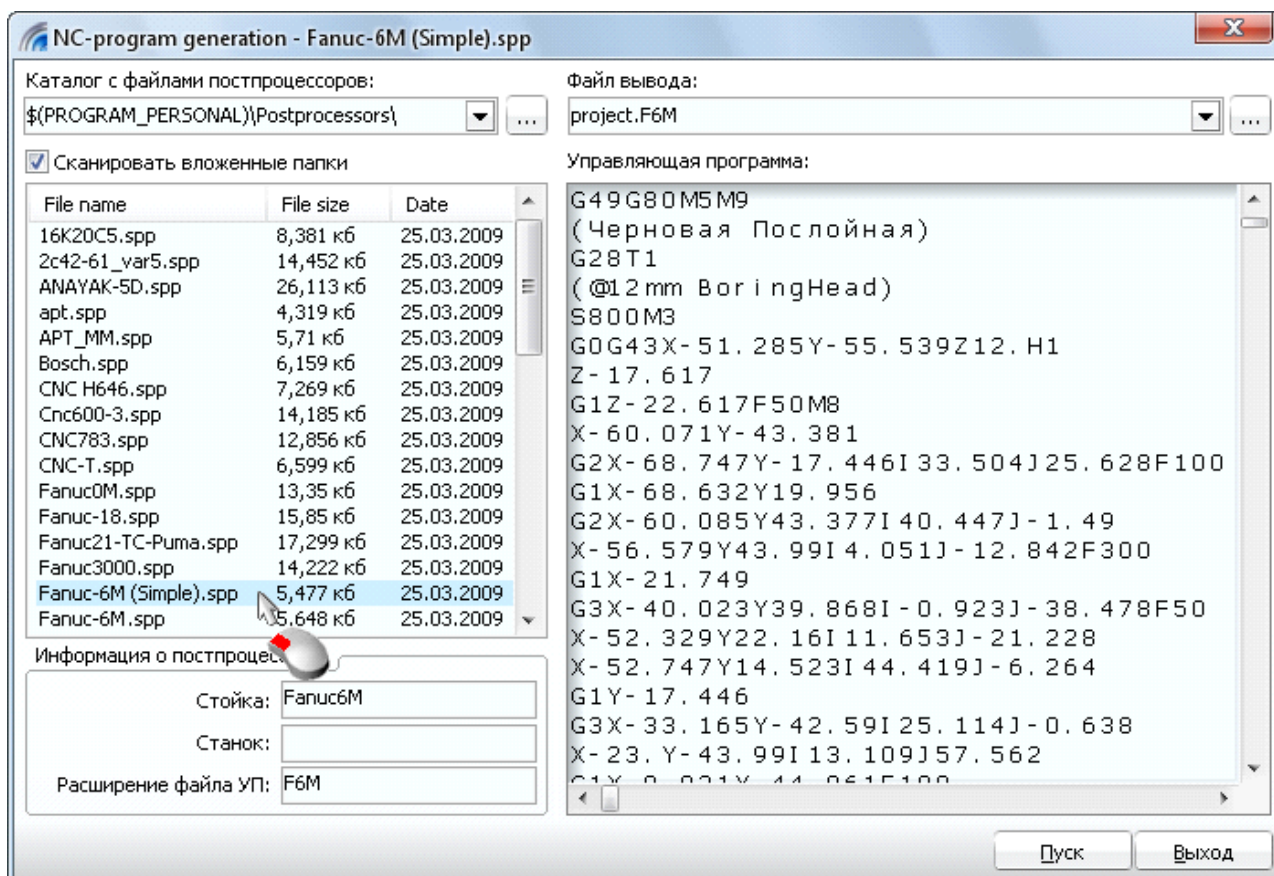 NC-program generation - Fanuc-6M (Simple).spp
Каталог с файлами постпроцессоров:
$(PROGRAM_PERSONAL)\Postprocessors\
...
Сканировать вложенные папки
File name File size Date
16K20C5.spp 8,381 кб 25.03.2009
2c42-61_var5.spp 14,452 кб 25.03.2009
ANAYAK-5D.spp 26,113 кб 25.03.2009
apt.spp 4,319 кб 25.03.2009
APT_MM.spp 5,71 кб 25.03.2009
Bosch.spp 6,159 кб 25.03.2009
CNC H646.spp 7,269 кб 25.03.2009
Cnc600-3.spp 14,185 кб 25.03.2009
CNC783.spp 12,856 кб 25.03.2009
CNC-T.spp 6,599 кб 25.03.2009
Fanuc0M.spp 13,35 кб 25.03.2009
Fanuc-18.spp 15,85 кб 25.03.2009
Fanuc21-TC-Puma.spp 17,299 кб 25.03.2009
Fanuc3000.spp 14,222 кб 25.03.2009
Fanuc-6M (Simple).spp 5,477 кб 25.03.2009
Fanuc-6M.spp 5,648 кб 25.03.2009
Информация о
Стойка: Fanuc6M
Станок:
Расширение файла УП: F6M
Файл вывода:
project.F6M
...
Управляющая программа:
G49G80M5M9
(Черновая Послойная)
G28T1
(@12mm BoringHead)
S800M3
G0G43X-51.285Y-55.539Z12.H1
Z-17.617
G1Z-22.617F50M8
X-60.071Y-43.381
G2X-68.747Y-17.446I33.504J25.628F100
G1X-68.632Y19.956
G2X-60.085Y43.377I40.447J-1.49
X-56.579Y43.99I4.051J-12.842F300
G1X-21.749
G3X-40.023Y39.868I-0.923J-38.478F50
X-52.329Y22.16I11.653J-21.228
X-52.747Y14.523I44.419J-6.264
G1Y-17.446
G3X-33.165Y-42.59I25.114J-0.638
X-23.Y-43.99I13.109J57.562
Пуск
Выход